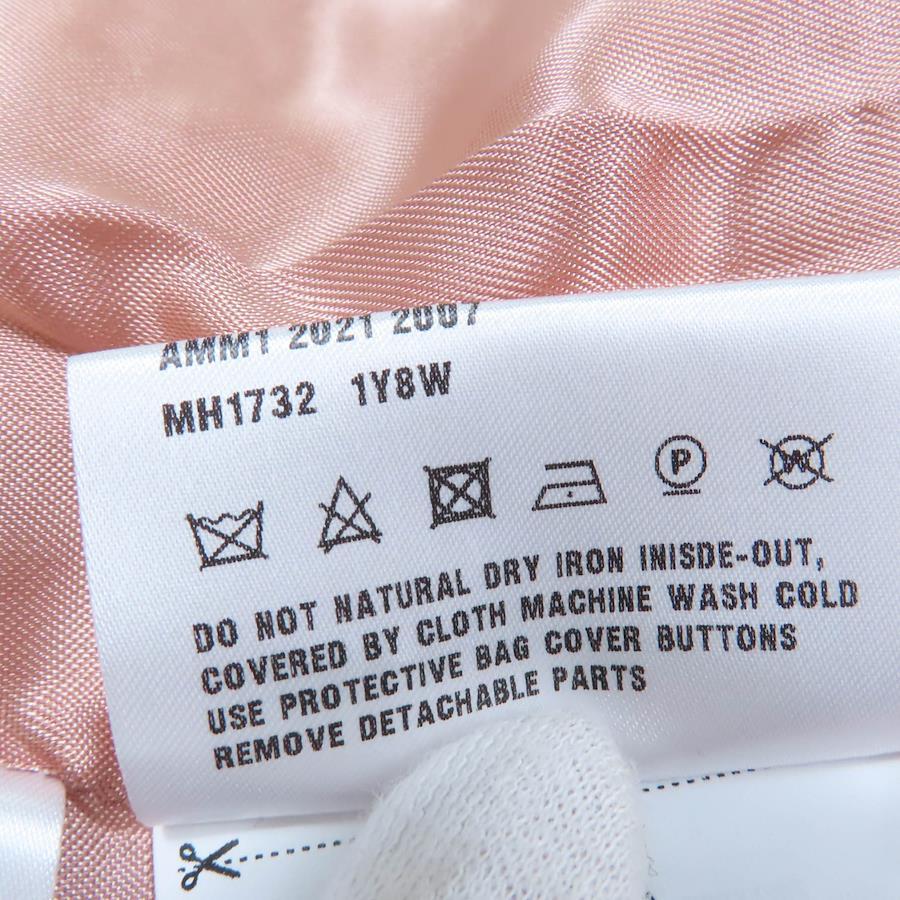 AMM1 2021 2007
MH1732 1Y8W
P W
DO NOT NATURAL DRY IRON INISDE-OUT,
COVERED BY CLOTH MACHINE WASH COLD
USE PROTECTIVE BAG COVER BUTTONS
REMOVE DETACHABLE PARTS